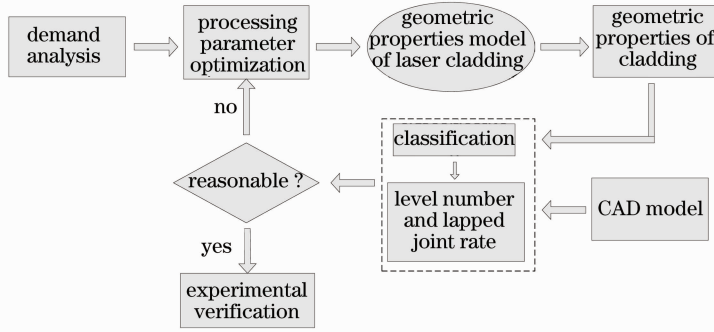 demand
analysis
processing
parameter
optimization
geometric
properties model
of laser cladding
geometric
properties of
cladding
no
classification
level number
and lapped
joint rate
CAD model
reasonable ?
yes
experimental
verification